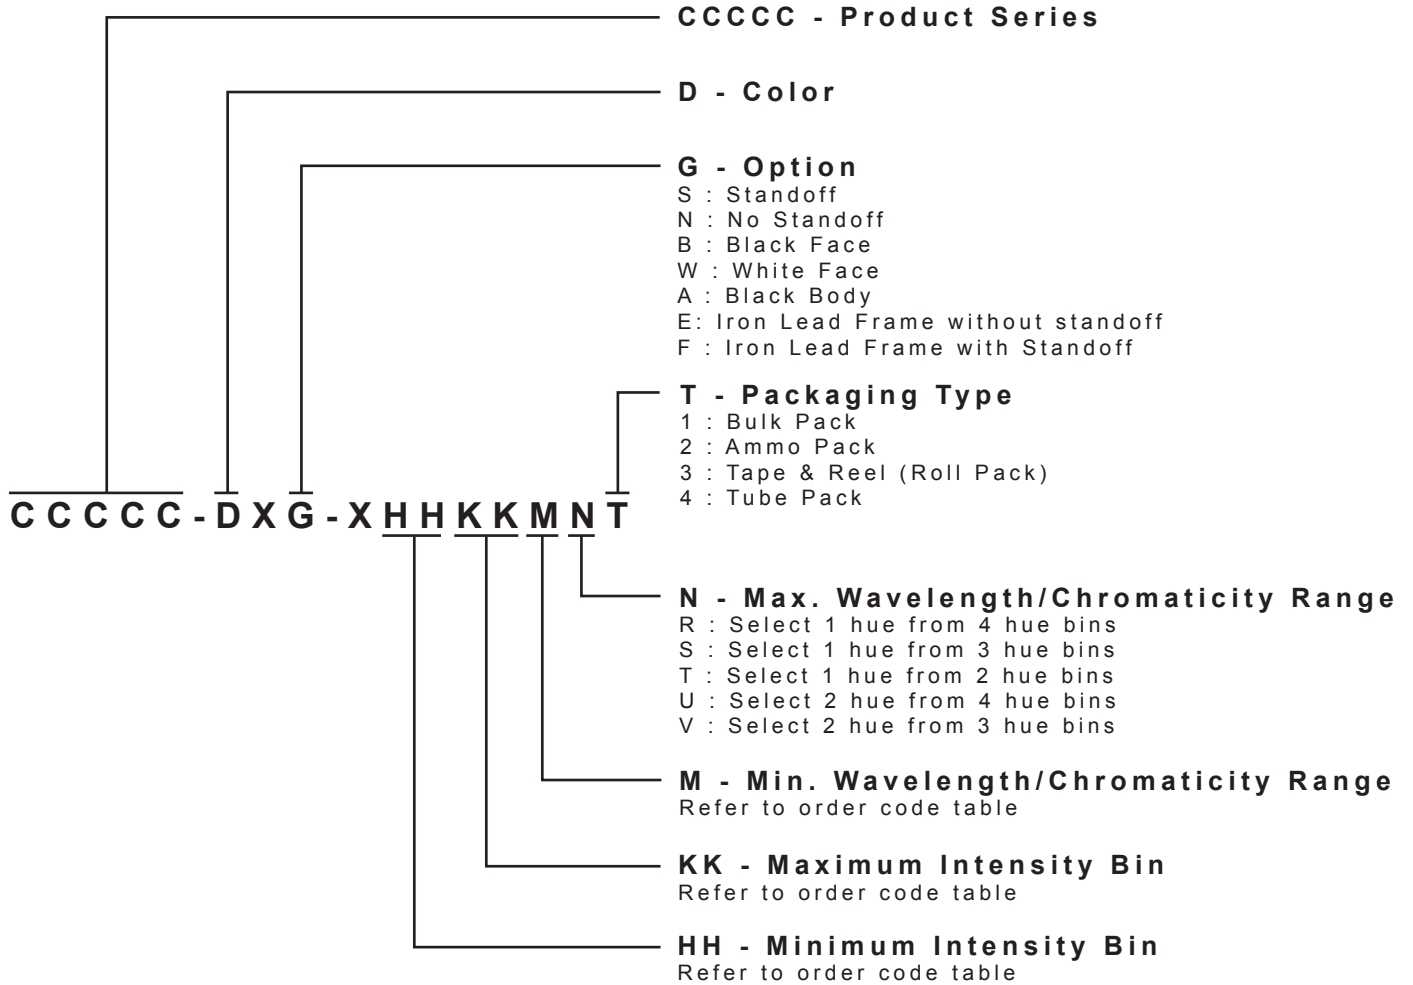 CCCCC - Product Series
D - Color
G - Option
S : Standoff
N : No Standoff
B : Black Face
W : White Face
A : Black Body
E: Iron Lead Frame without standoff
F : Iron Lead Frame with Standoff
T - Packaging Type
1 : Bulk Pack
2 : Ammo Pack
3 : Tape & Reel (Roll Pack)
4 : Tube Pack
CCCCC-DXG-XHHKKMNT
N - Max. Wavelength/Chromaticity Range
R : Select 1 hue from 4 hue bins
S : Select 1 hue from 3 hue bins
T : Select 1 hue from 2 hue bins
U : Select 2 hue from 4 hue bins
V : Select 2 hue from 3 hue bins
M - Min. Wavelength/Chromaticity Range
Refer to order code table
KK - Maximum Intensity Bin
Refer to order code table
HH - Minimum Intensity Bin
Refer to order code table